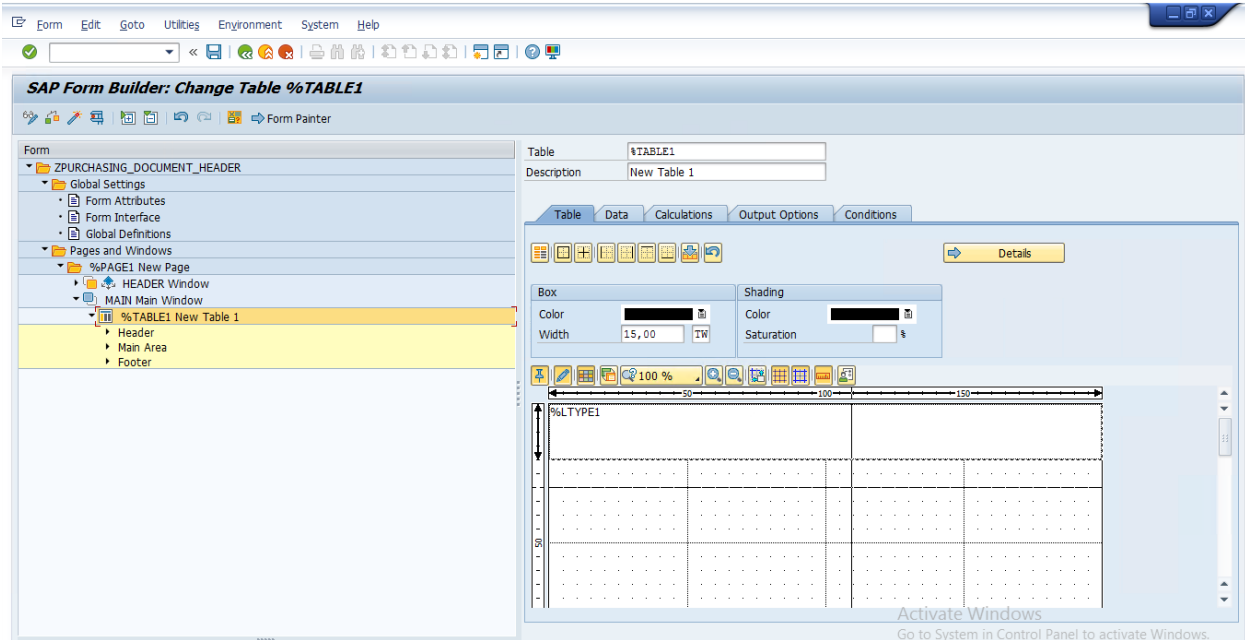 Form Edit Goto Utilities Environment System Help
«
SAP Form Builder: Change Table %TABLE1
Form Painter
Form
ZPURCHASING_DOCUMENT_HEADER
Global Settings
Form Attributes
Form Interface
Global Definitions
Pages and Windows
%PAGE1 New Page
HEADER Window
MAIN Main Window
%TABLE1 New Table 1
Header
Main Area
Footer
Table %TABLE1
Description New Table 1
Table Data Calculations Output Options Conditions
Details
Box Shading
Color Color
Width 15,00 TW Saturation %
100 %
50 100 150
%LTYPE1
50
Activate Windows
Go to System in Control Panel to activate Windows.